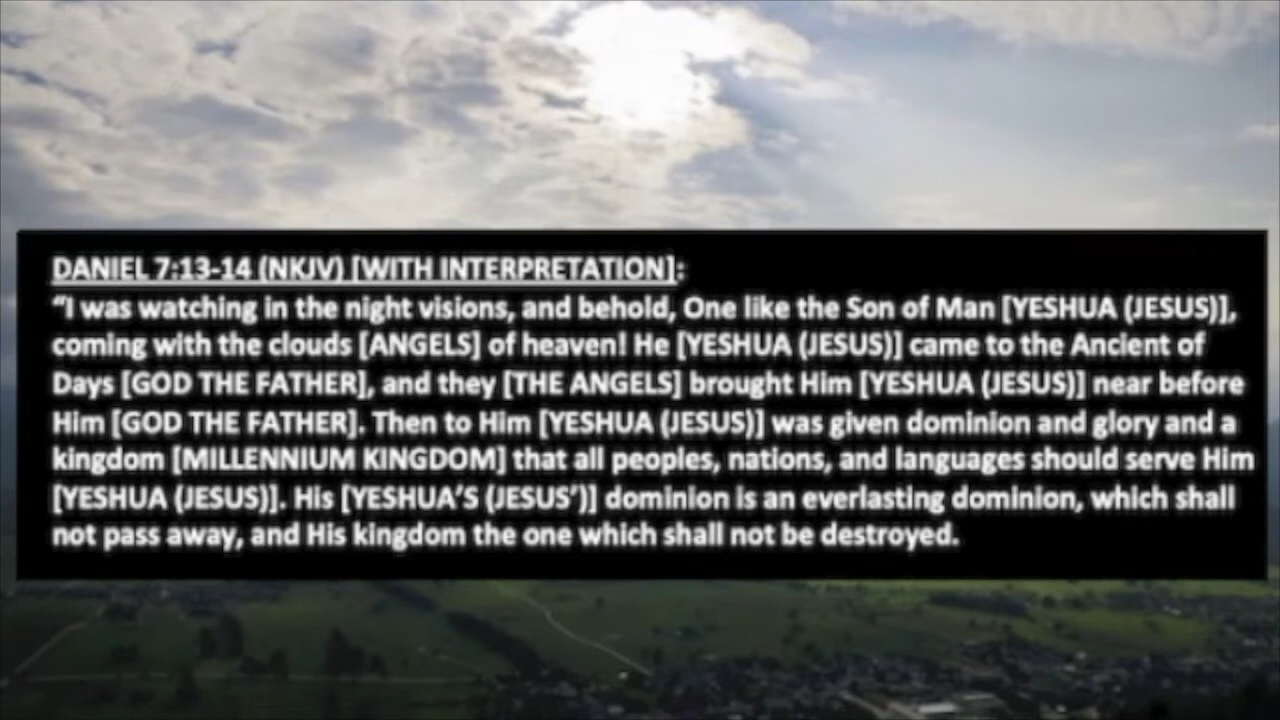 DANIEL 7:13-14 (NKJV) [WITH INTERPRETATION]:
“I was watching in the night visions, and behold, One like the Son of Man [YESHUA (JESUS)],
coming with the clouds [ANGELS] of heaven! He [YESHUA (JESUS)] came to the Ancient of
Days [GOD THE FATHER], and they [THE ANGELS] brought Him [YESHUA (JESUS)] near before
Him [GOD THE FATHER]. Then to Him [YESHUA (JESUS)] was given dominion and glory and a
kingdom [MILLENNIUM KINGDOM] that all peoples, nations, and languages should serve Him
[YESHUA (JESUS)]. His [YESHUA’S (JESUS’)] dominion is an everlasting dominion, which shall
not pass away, and His kingdom the one which shall not be destroyed.